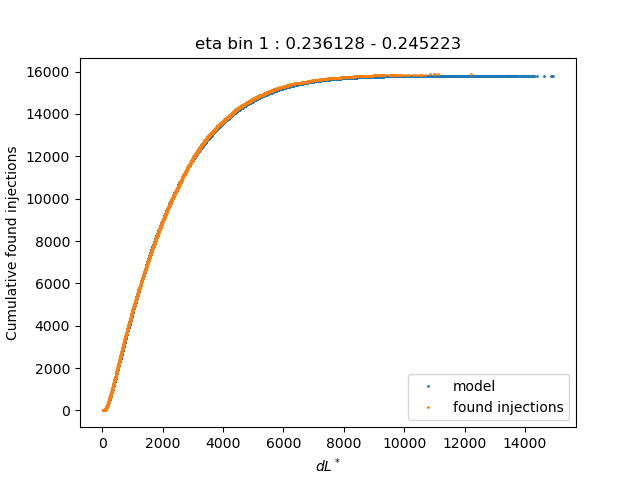 eta bin 1 : 0.236128 - 0.245223
16000
14000
12000
10000
8000
6000
4000
2000
0
Cumulative found injections
model
found injections
0 2000 4000 6000 8000 10000 12000 14000
dL*